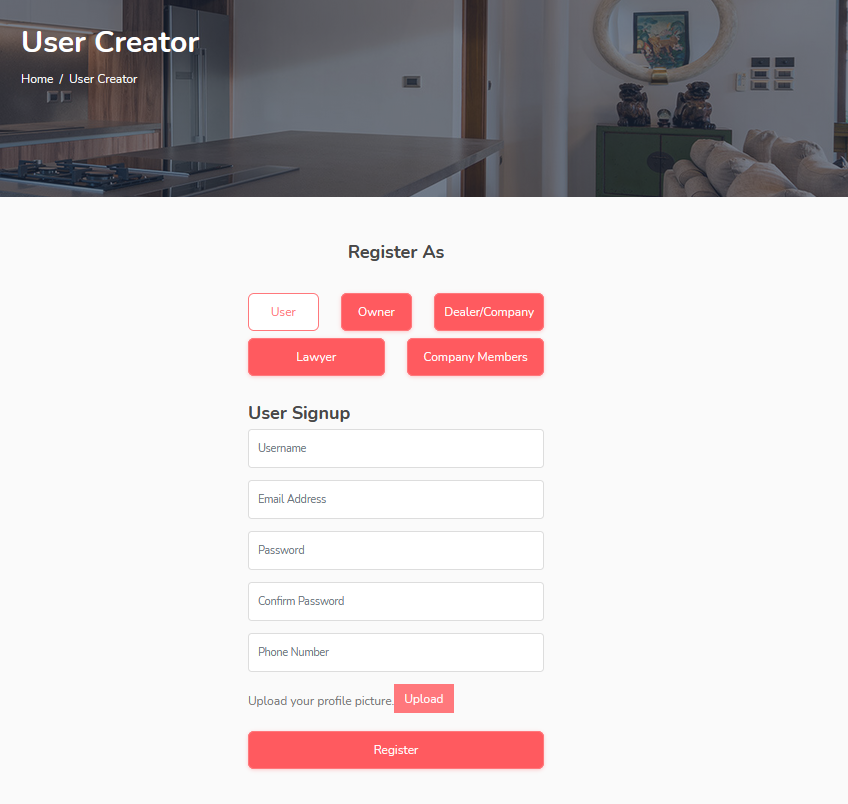 User Creator
Home / User Creator
Register As
User Owner Dealer/Company
Lawyer Company Members
User Signup
Username
Email Address
Password
Confirm Password
Phone Number
Upload your profile picture. Upload
Register